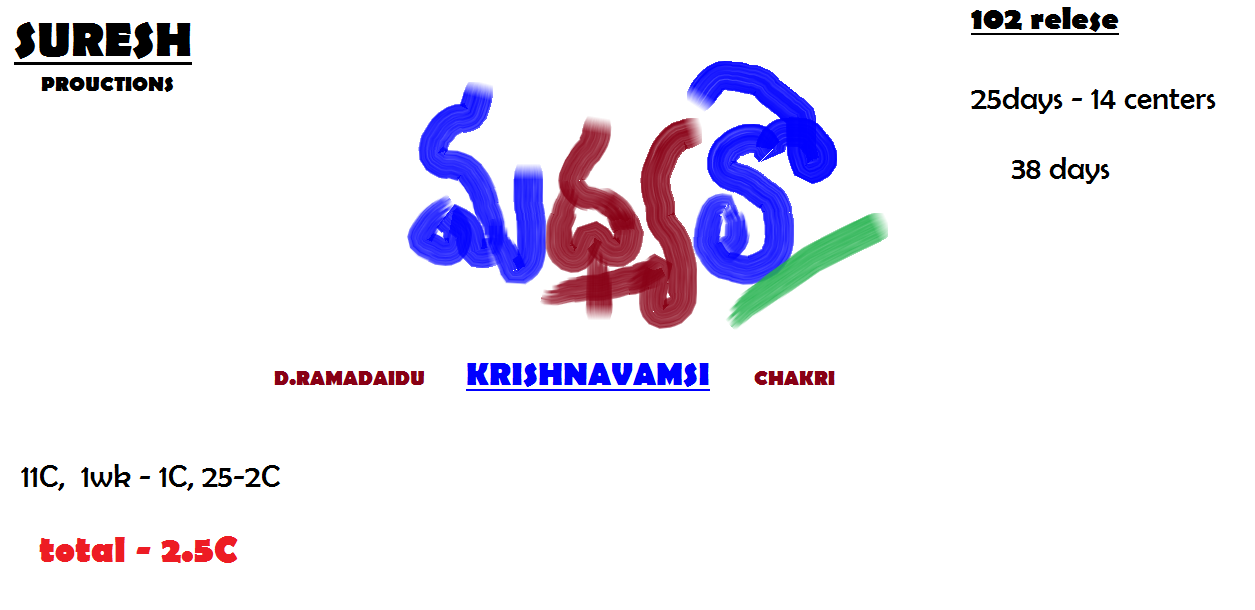 SURESH
PROUCTIONS
102 relese
25days - 14 centers
38 days
D.RAMADAIDU KRISHNAVAMSI CHAKRI
11C, 1wk - 1C, 25-2C
total - 2.5C